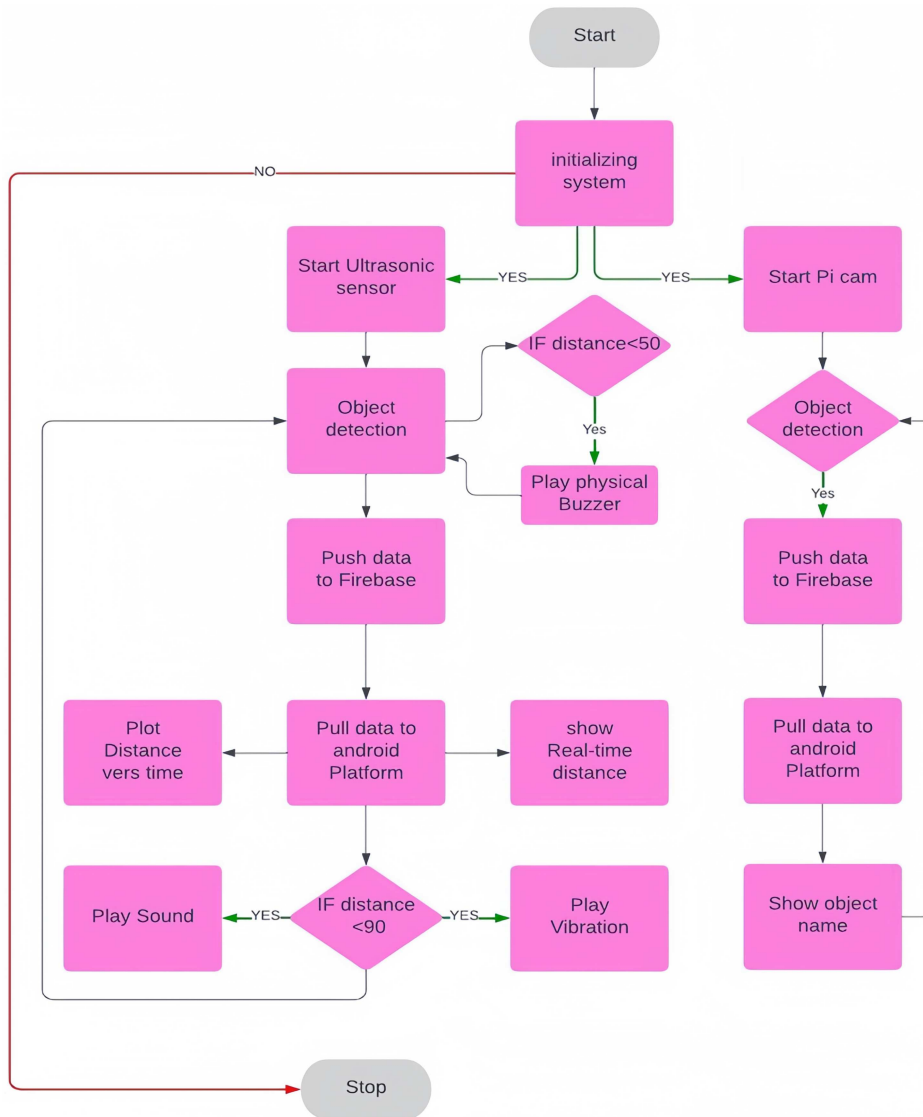 Start
initializing
system
NO
Start Ultrasonic
sensor
YES
YES
Start Pi cam
IF distance<50
Object
detection
Object
detection
Yes
Play physical
Buzzer
Yes
Push data
to Firebase
Push data
to Firebase
Plot
Distance
vers time
Pull data to
android
Platform
show
Real-time
distance
Pull data to
android
Platform
Play Sound
YES
IF distance
<90
YES
Play
Vibration
Show object
name
Stop